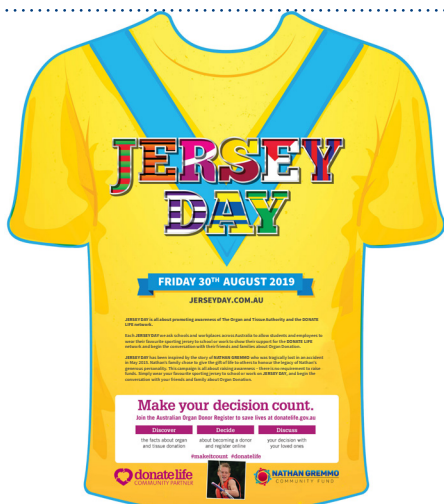 JERSEY
DAY
FRIDAY 30TH AUGUST 2019
JERSEYDAY.COM.AU
JERSEY DAY is all about promoting awareness of The Organ and Tissue Authority and the DONATE
LIFE network.
Each JERSEY DAY we ask schools and workplaces across Australia to allow students and employees to
wear their favourite sporting jersey to school or work to show their support for the DONATE LIFE
network and begin the conversation with their friends and families about Organ Donation.
JERSEY DAY has been inspired by the story of NATHAN GREMMO who was tragically lost in an accident
in May 2015. Nathan's family chose to give the gift of life to others to honour the legacy of Nathan's
generous personality. This campaign is all about raising awareness – there is no requirement to raise
funds. Simply wear your favourite sporting jersey to school or work on JERSEY DAY, and begin the
conversation with your friends and family about Organ Donation.
Make your decision count.
Join the Australian Organ Donor Register to save lives at donatelife.gov.au
Discover Decide Discuss
the facts about organ about becoming a donor your decision with
and tissue donation and register online your loved ones
#makeitcount #donatelife
donatelife
COMMUNITY PARTNER
NATHAN GREMMO
COMMUNITY FUND